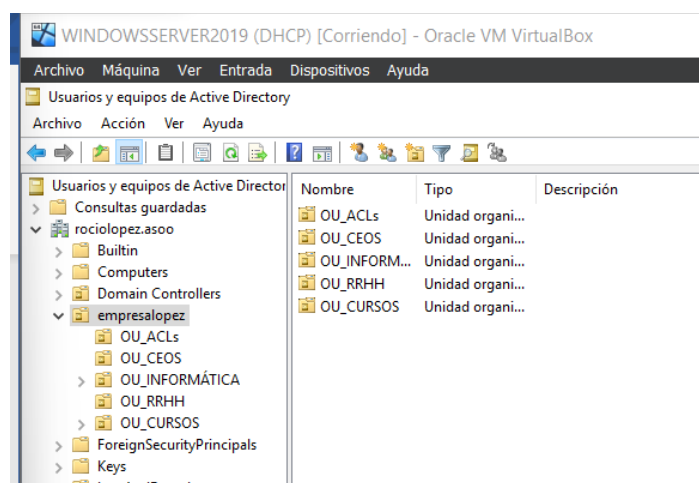 WINDOWSSERVER2019 (DHCP) [Corriendo] - Oracle VM VirtualBox
Archivo Máquina Ver Entrada Dispositivos Ayuda
Usuarios y equipos de Active Directory
Archivo Acción Ver Ayuda
Usuarios y equipos de Active Director
Consultas guardadas
rociolopez.asoo
Builtin
Computers
Domain Controllers
empresalopez
OU_ACLs
OU_CEOS
OU_INFORMÁTICA
OU_RRHH
OU_CURSOS
ForeignSecurityPrincipals
Keys
Nombre Tipo Descripción
OU_ACLs Unidad organi...
OU_CEOS Unidad organi...
OU_INFORM... Unidad organi...
OU_RRHH Unidad organi...
OU_CURSOS Unidad organi...